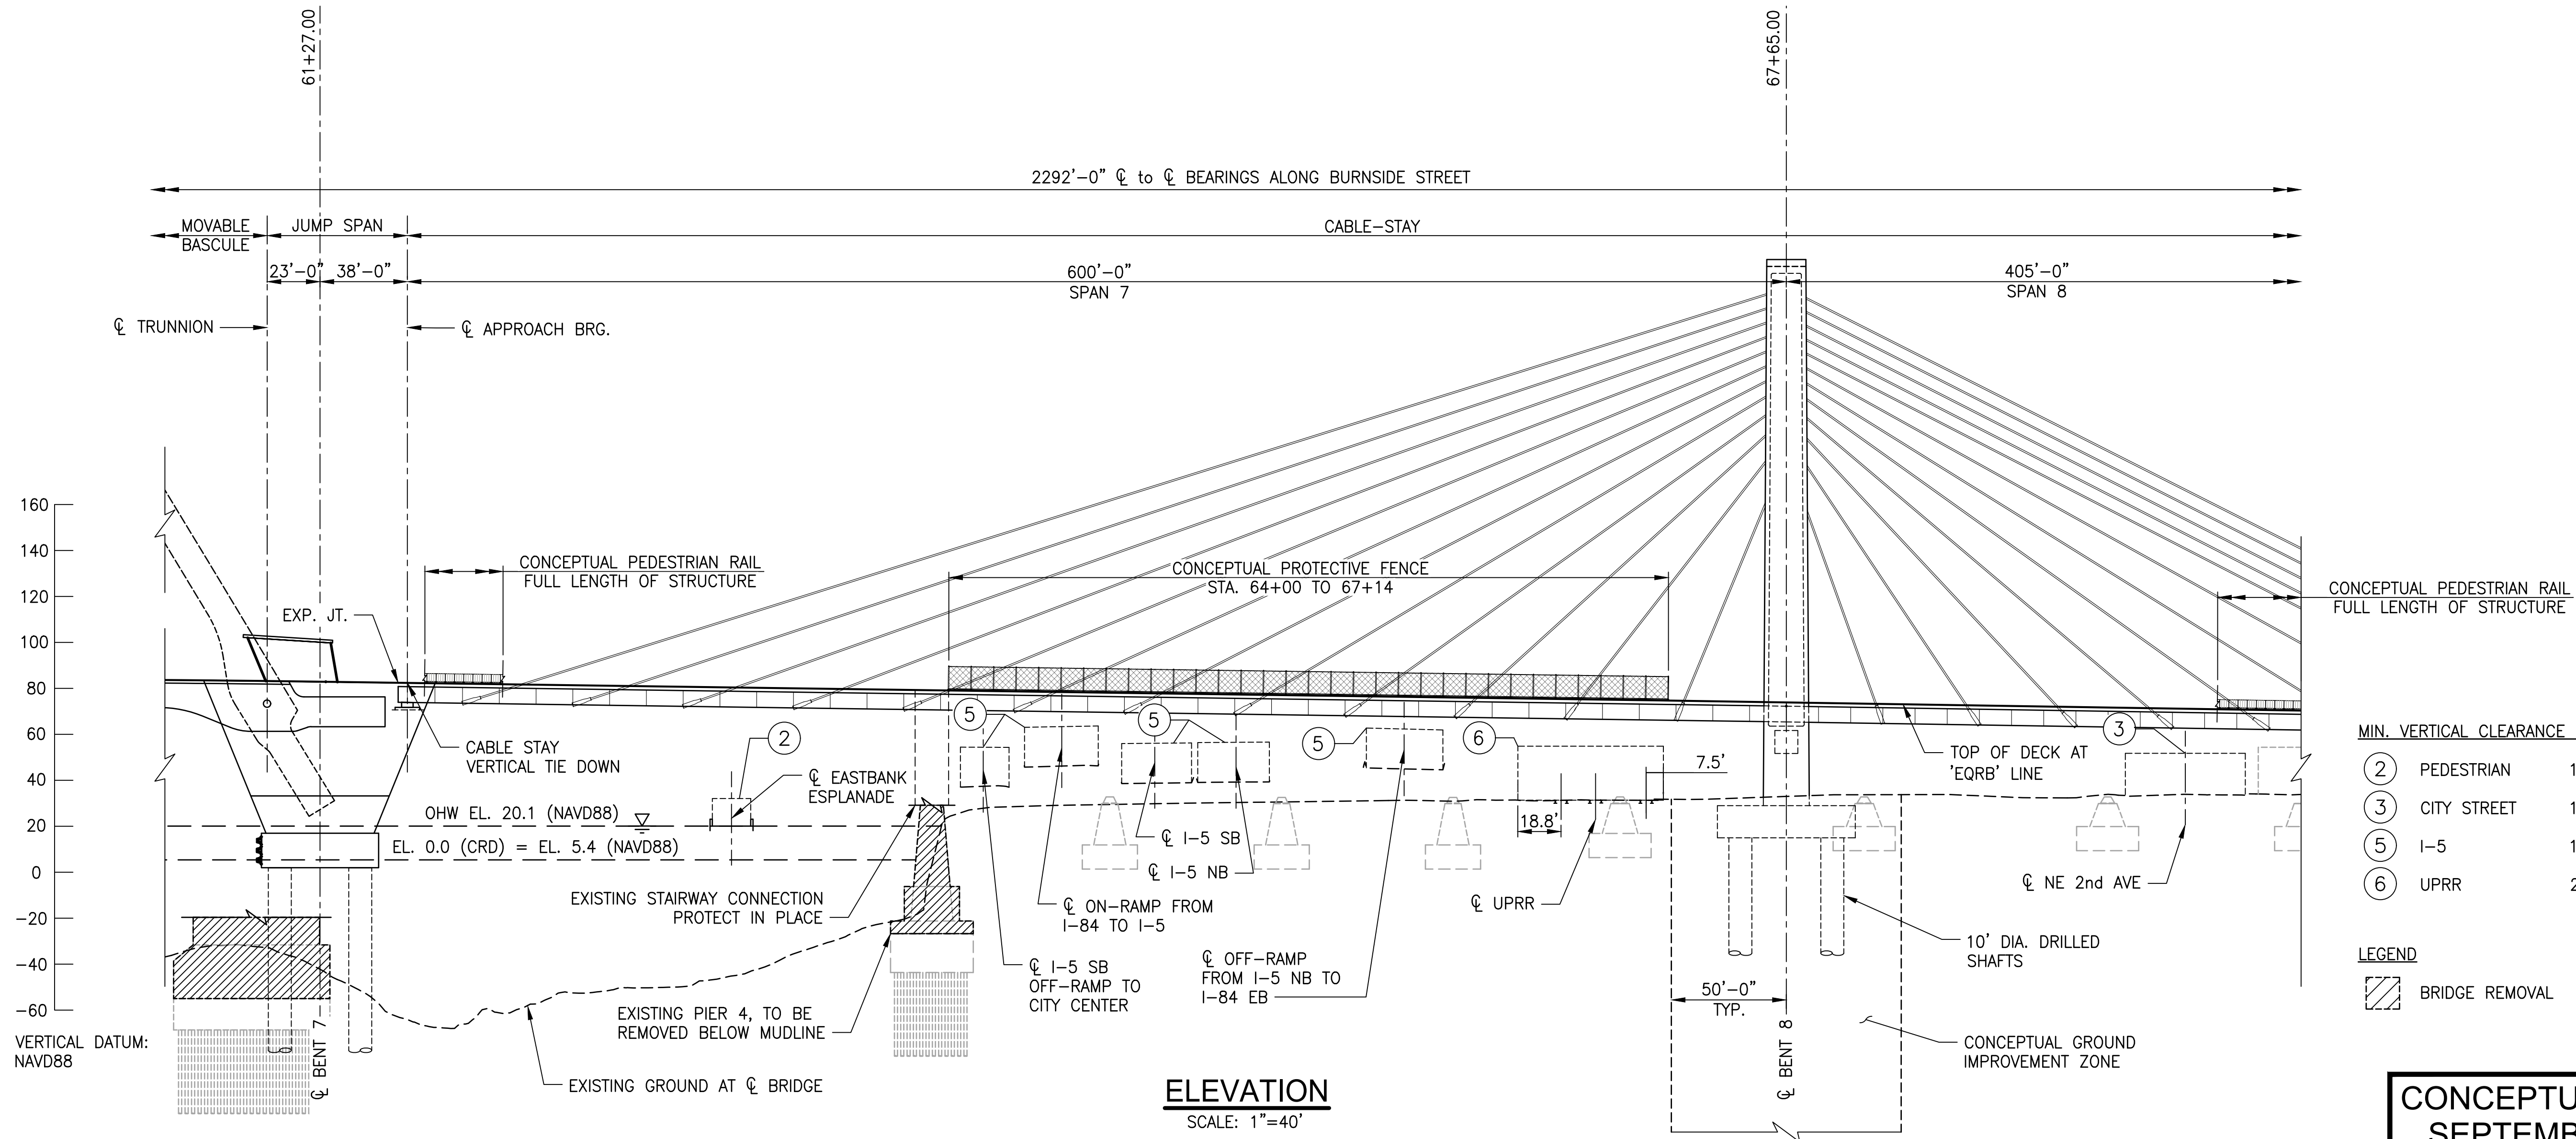 61+27.00
67+65.00
2292'-0" ℄ to ℄ BEARINGS ALONG BURNSIDE STREET
MOVABLE
BASCULE
JUMP SPAN
CABLE-STAY
23'-0"
38'-0"
600'-0"
SPAN 7
405'-0"
SPAN 8
℄ TRUNNION
℄ APPROACH BRG.
160
140
120
100
80
60
40
20
0
-20
-40
-60
VERTICAL DATUM:
NAVD88
CONCEPTUAL PEDESTRIAN RAIL
FULL LENGTH OF STRUCTURE
CONCEPTUAL PROTECTIVE FENCE
STA. 64+00 TO 67+14
CONCEPTUAL PEDESTRIAN RAIL
FULL LENGTH OF STRUCTURE
EXP. JT.
CABLE STAY
VERTICAL TIE DOWN
2
5
5
5
6
3
℄ EASTBANK
ESPLANADE
7.5'
TOP OF DECK AT
'EQRB' LINE
OHW EL. 20.1 (NAVD88)
EL. 0.0 (CRD) = EL. 5.4 (NAVD88)
18.8'
℄ I-5 SB
℄ I-5 NB
EXISTING STAIRWAY CONNECTION
PROTECT IN PLACE
℄ ON-RAMP FROM
I-84 TO I-5
℄ UPRR
℄ NE 2nd AVE
℄ I-5 SB
OFF-RAMP TO
CITY CENTER
℄ OFF-RAMP
FROM I-5 NB TO
I-84 EB
10' DIA. DRILLED
SHAFTS
EXISTING PIER 4, TO BE
REMOVED BELOW MUDLINE
50'-0"
TYP.
℄ BENT 7
℄ BENT 8
CONCEPTUAL GROUND
IMPROVEMENT ZONE
EXISTING GROUND AT ℄ BRIDGE
ELEVATION
SCALE: 1"=40'
MIN. VERTICAL CLEARANCE
2 PEDESTRIAN 1
3 CITY STREET 1
5 I-5 1
6 UPRR 2
LEGEND
BRIDGE REMOVAL
CONCEPTU
SEPTEMB